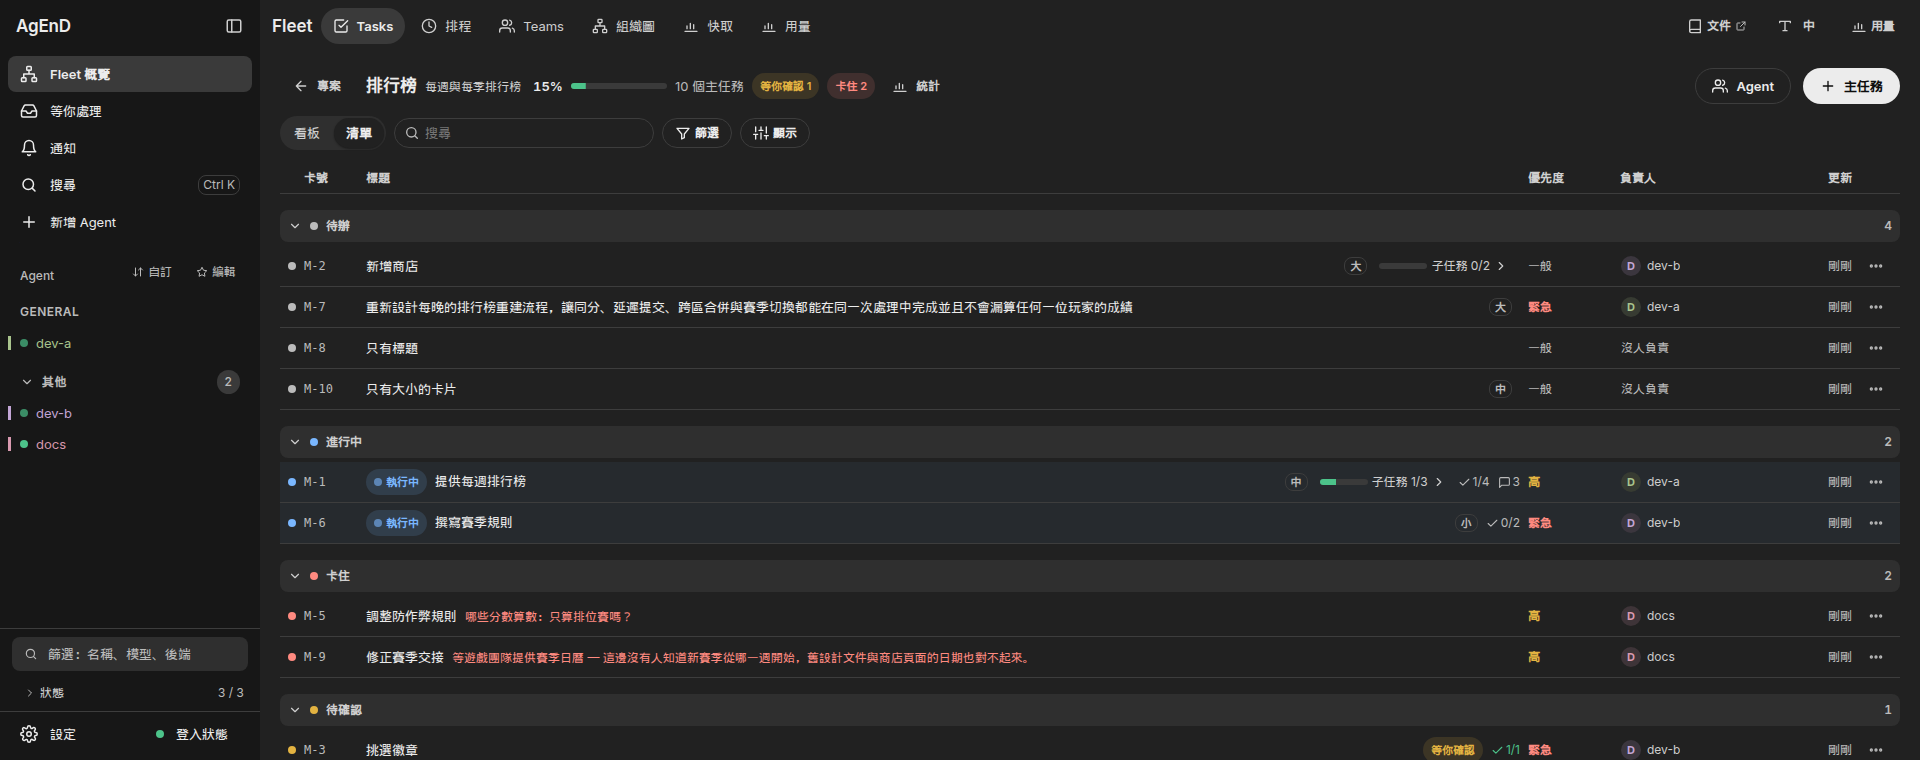 AgEnD
Fleet 概覽
等你處理
通知
搜尋 Ctrl K
新增 Agent
Agent 自訂 編輯
GENERAL
dev-a
其他 2
dev-b
docs
篩選：名稱、模型、後端
狀態 3 / 3
設定 登入狀態
Fleet Tasks 排程 Teams 組織圖 快取 用量 文件 中 用量
專案 排行榜 每週與每季排行榜 15% 10 個主任務 等你確認 1 卡住 2 統計 Agent 主任務
看板 清單 搜尋 篩選 顯示
卡號 標題 優先度 負責人 更新
待辦 4
M-2 新增商店 大 子任務 0/2 一般 D dev-b 剛剛
M-7 重新設計每晚的排行榜重建流程，讓同分、延遲提交、跨區合併與賽季切換都能在同一次處理中完成並且不會漏算任何一位玩家的成績 大 緊急 D dev-a 剛剛
M-8 只有標題 一般 沒人負責 剛剛
M-10 只有大小的卡片 中 一般 沒人負責 剛剛
進行中 2
M-1 執行中 提供每週排行榜 中 子任務 1/3 1/4 3 高 D dev-a 剛剛
M-6 執行中 撰寫賽季規則 小 0/2 緊急 D dev-b 剛剛
卡住 2
M-5 調整防作弊規則 哪些分數算數：只算排位賽嗎？ 高 D docs 剛剛
M-9 修正賽季交接 等遊戲團隊提供賽季日曆 — 這邊沒有人知道新賽季從哪一週開始，舊設計文件與商店頁面的日期也對不起來。 高 D docs 剛剛
待確認 1
M-3 挑選徽章 等你確認 1/1 緊急 D dev-b 剛剛